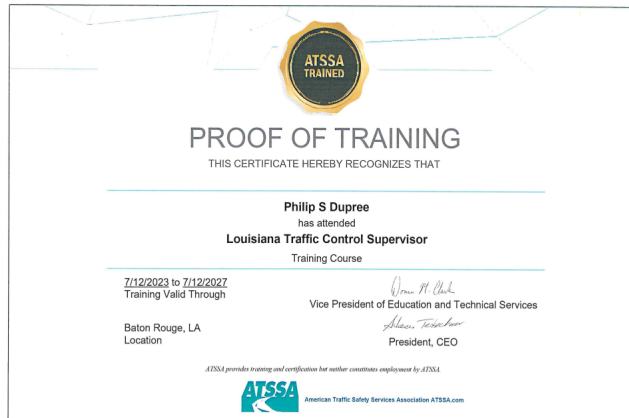 ATSSA
TRAINED
PROOF OF TRAINING
THIS CERTIFICATE HEREBY RECOGNIZES THAT
Philip S Dupree
has attended
Louisiana Traffic Control Supervisor
Training Course
7/12/2023 to 7/12/2027
Training Valid Through
Vice President of Education and Technical Services
Baton Rouge, LA
Location
President, CEO
ATSSA provides training and certification but neither constitutes employment by ATSSA.
ATSSA
American Traffic Safety Services Association ATSSA.com